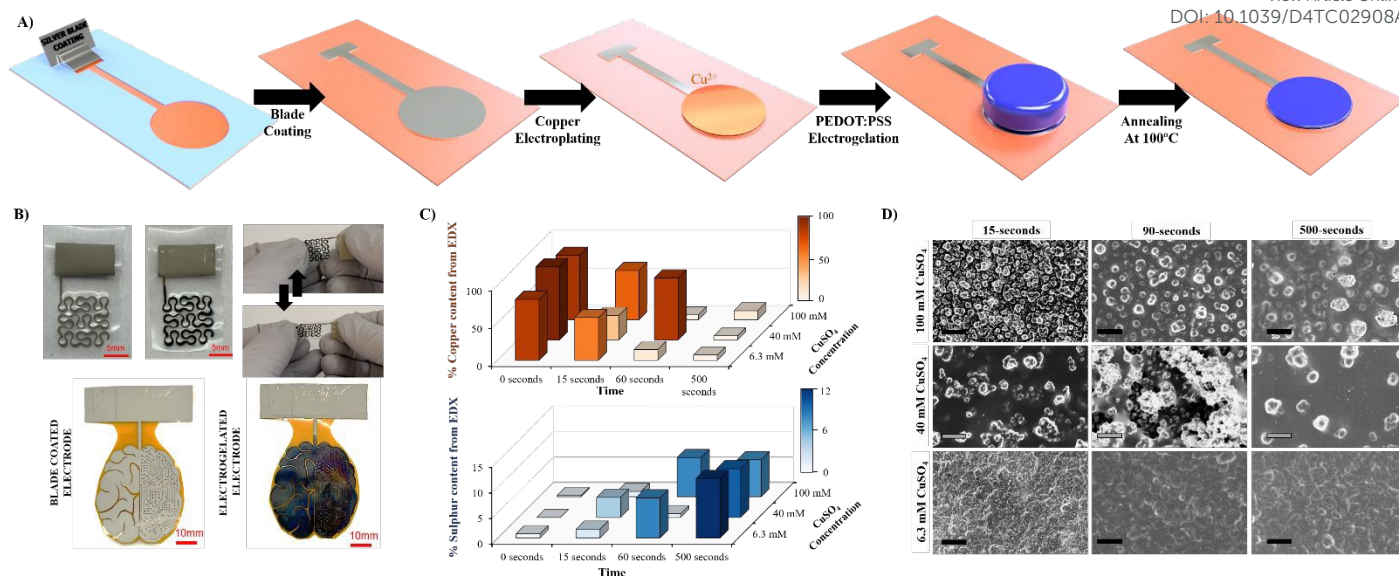 DOI: 10.1039/D4TC02908A
A)
SILVER BLADE
COATING
Blade
Coating
Copper
Electroplating
Cu²⁺
PEDOT:PSS
Electrogelation
Annealing
At 100°C
B)
5mm
5mm
BLADE COATED
ELECTRODE
10mm
ELECTROGELATED
ELECTRODE
10mm
C)
% Copper content from EDX
100
50
0
0 seconds
15 seconds
60 seconds
500
seconds
Time
6.3 mM
40 mM
100 mM
CuSO₄
Concentration
100
50
0
% Sulphur content from EDX
15
10
5
0
0 seconds
15 seconds
60 seconds
500 seconds
Time
6.3 mM
40 mM
100 mM
CuSO₄
Concentration
12
6
0
D)
15-seconds
90-seconds
500-seconds
100 mM CuSO₄
40 mM CuSO₄
6.3 mM CuSO₄